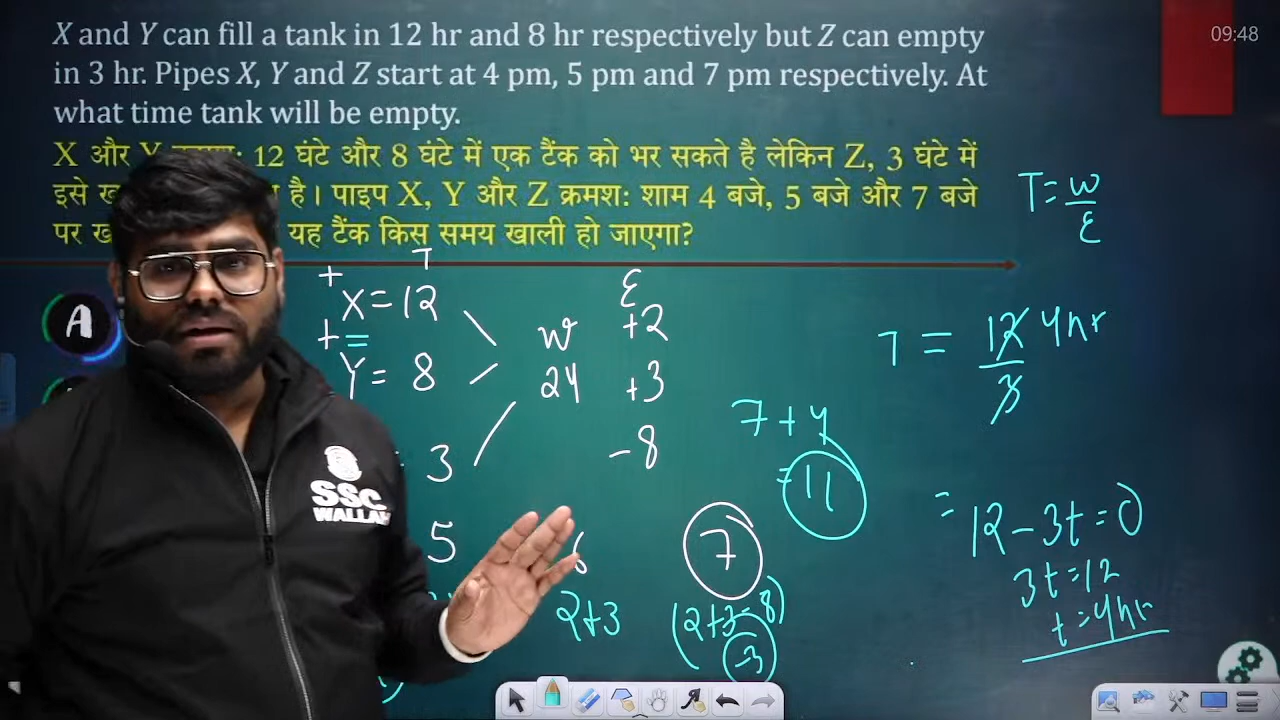 X and Y can fill a tank in 12 hr and 8 hr respectively but Z can empty
in 3 hr. Pipes X, Y and Z start at 4 pm, 5 pm and 7 pm respectively. At
what time tank will be empty.
09:48
X और 12 घंटे और 8 घंटे में एक टैंक को भर सकते है लेकिन Z, 3 घंटे में
इसे है। पाइप X, Y और Z क्रमश: शाम 4 बजे, 5 बजे और 7 बजे
पर यह टैंक किस समय खाली हो जाएगा?
T = w/ε
A
+ T
X = 12
w ε
+2
+
Y = 8
24 +3
3 -8
7 = 12/3 4hr
7 + 4
= 11
5 6 7
2+3 (2+3-8)
-3
= 12 - 3t = 0
3t = 12
t = 4hr
SSC
WALLAH